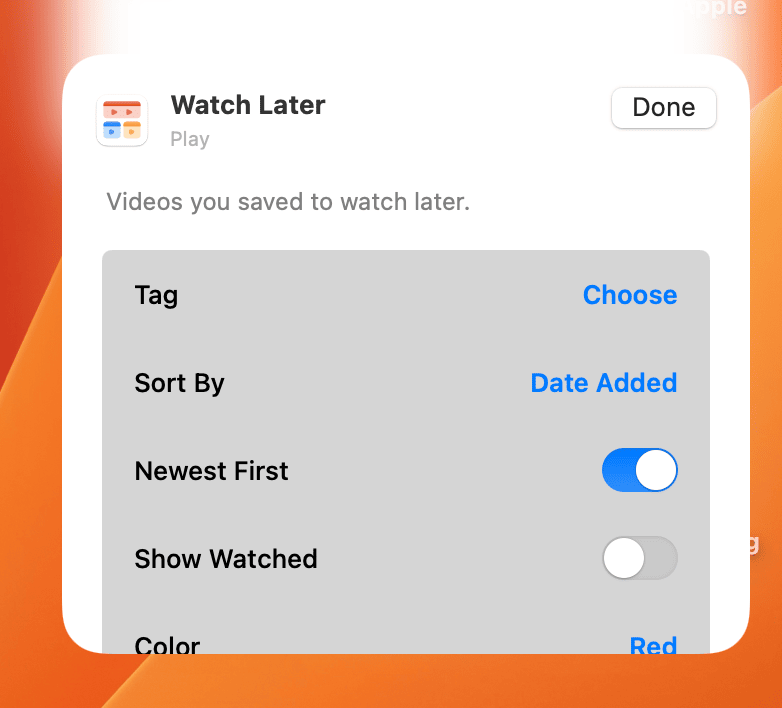 Watch Later
Done
Play
Videos you saved to watch later.
Tag
Choose
Sort By
Date Added
Newest First
Show Watched
Color
Red